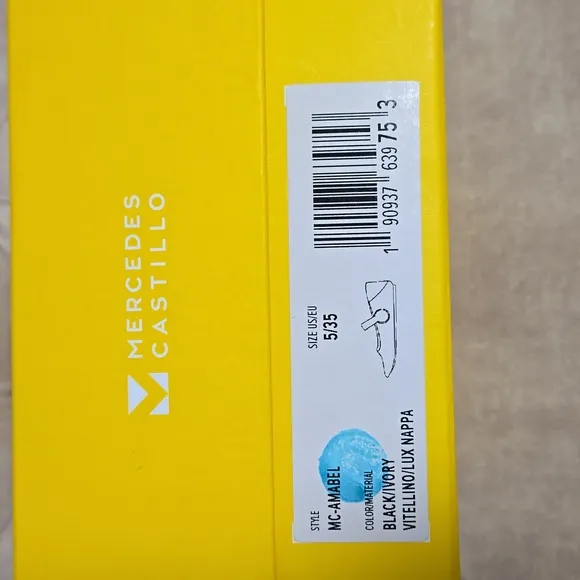 MERCEDES
CASTILLO
STYLE
MC-AMABEL
SIZE US/EU
5/35
COLOR/MATERIAL
BLACK/IVORY
VITELLINO/LUX NAPPA
1 90937 639 75 3